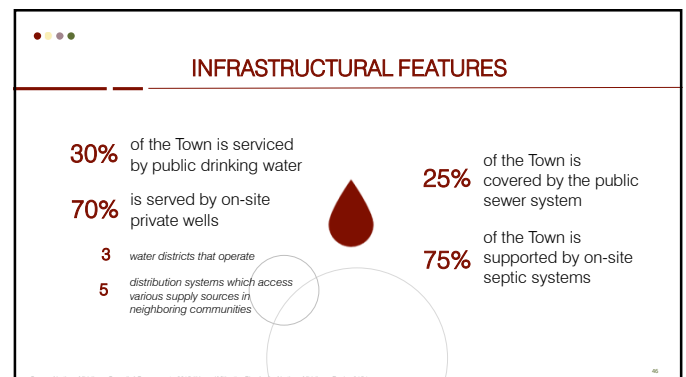 INFRASTRUCTURAL FEATURES
30%
of the Town is serviced
by public drinking water
70%
is served by on-site
private wells
3
water districts that operate
5
distribution systems which access
various supply sources in
neighboring communities
25%
of the Town is
covered by the public
sewer system
75%
of the Town is
supported by on-site
septic systems
46